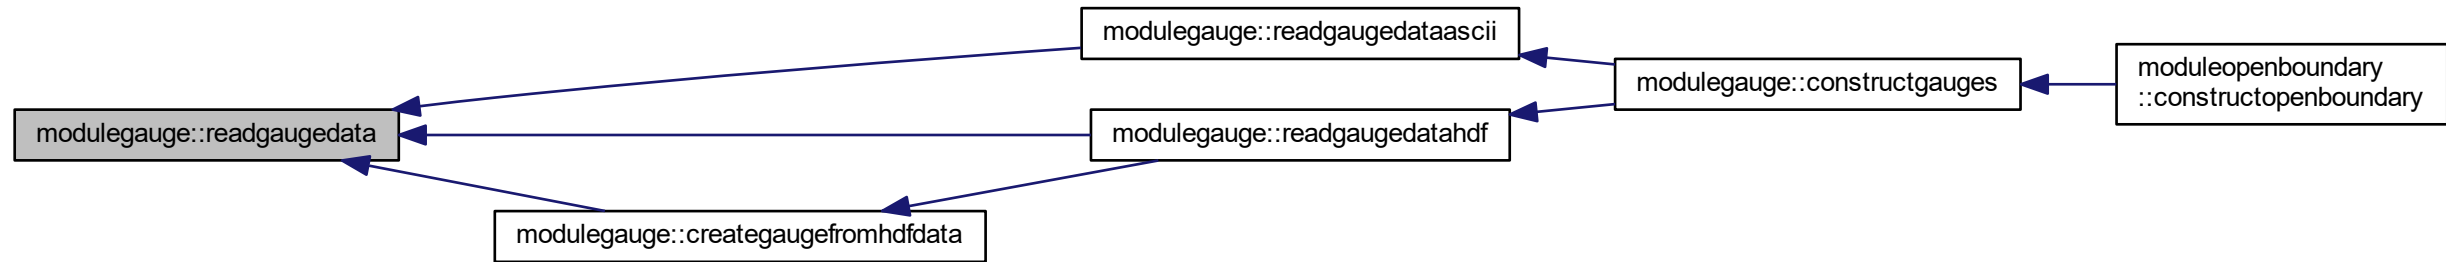 modulegauge::readgaugedataascii
modulegauge::constructgauges
moduleopenboundary
::constructopenboundary
modulegauge::readgaugedata
modulegauge::readgaugedatahdf
modulegauge::creategaugefromhdfdata